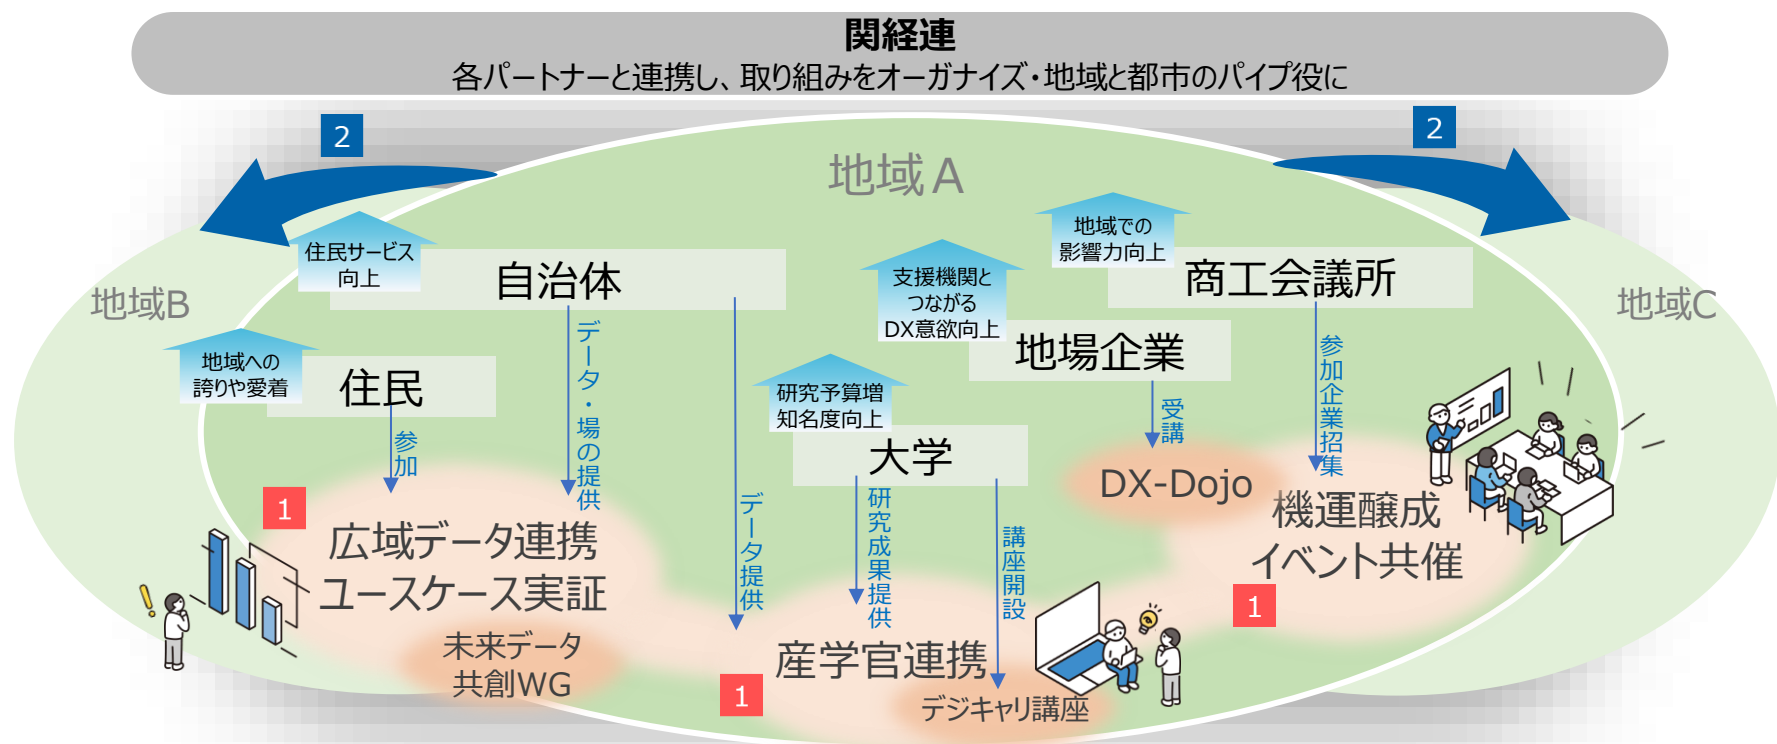 関経連
各パートナーと連携し、取り組みをオーガナイズ・地域と都市のパイプ役に
2
2
地域A
地域B
地域C
住民サービス
向上
自治体
地域への
誇りや愛着
住民
参加
データ・場の提供
データ提供
支援機関と
つながる
DX意欲向上
地域での
影響力向上
商工会議所
地場企業
受講
参加企業招集
研究予算増
知名度向上
大学
研究成果提供
講座開設
1
広域データ連携
ユースケース実証
未来データ
共創WG
1
産学官連携
デジキャリ講座
DX-Dojo
機運醸成
イベント共催
1